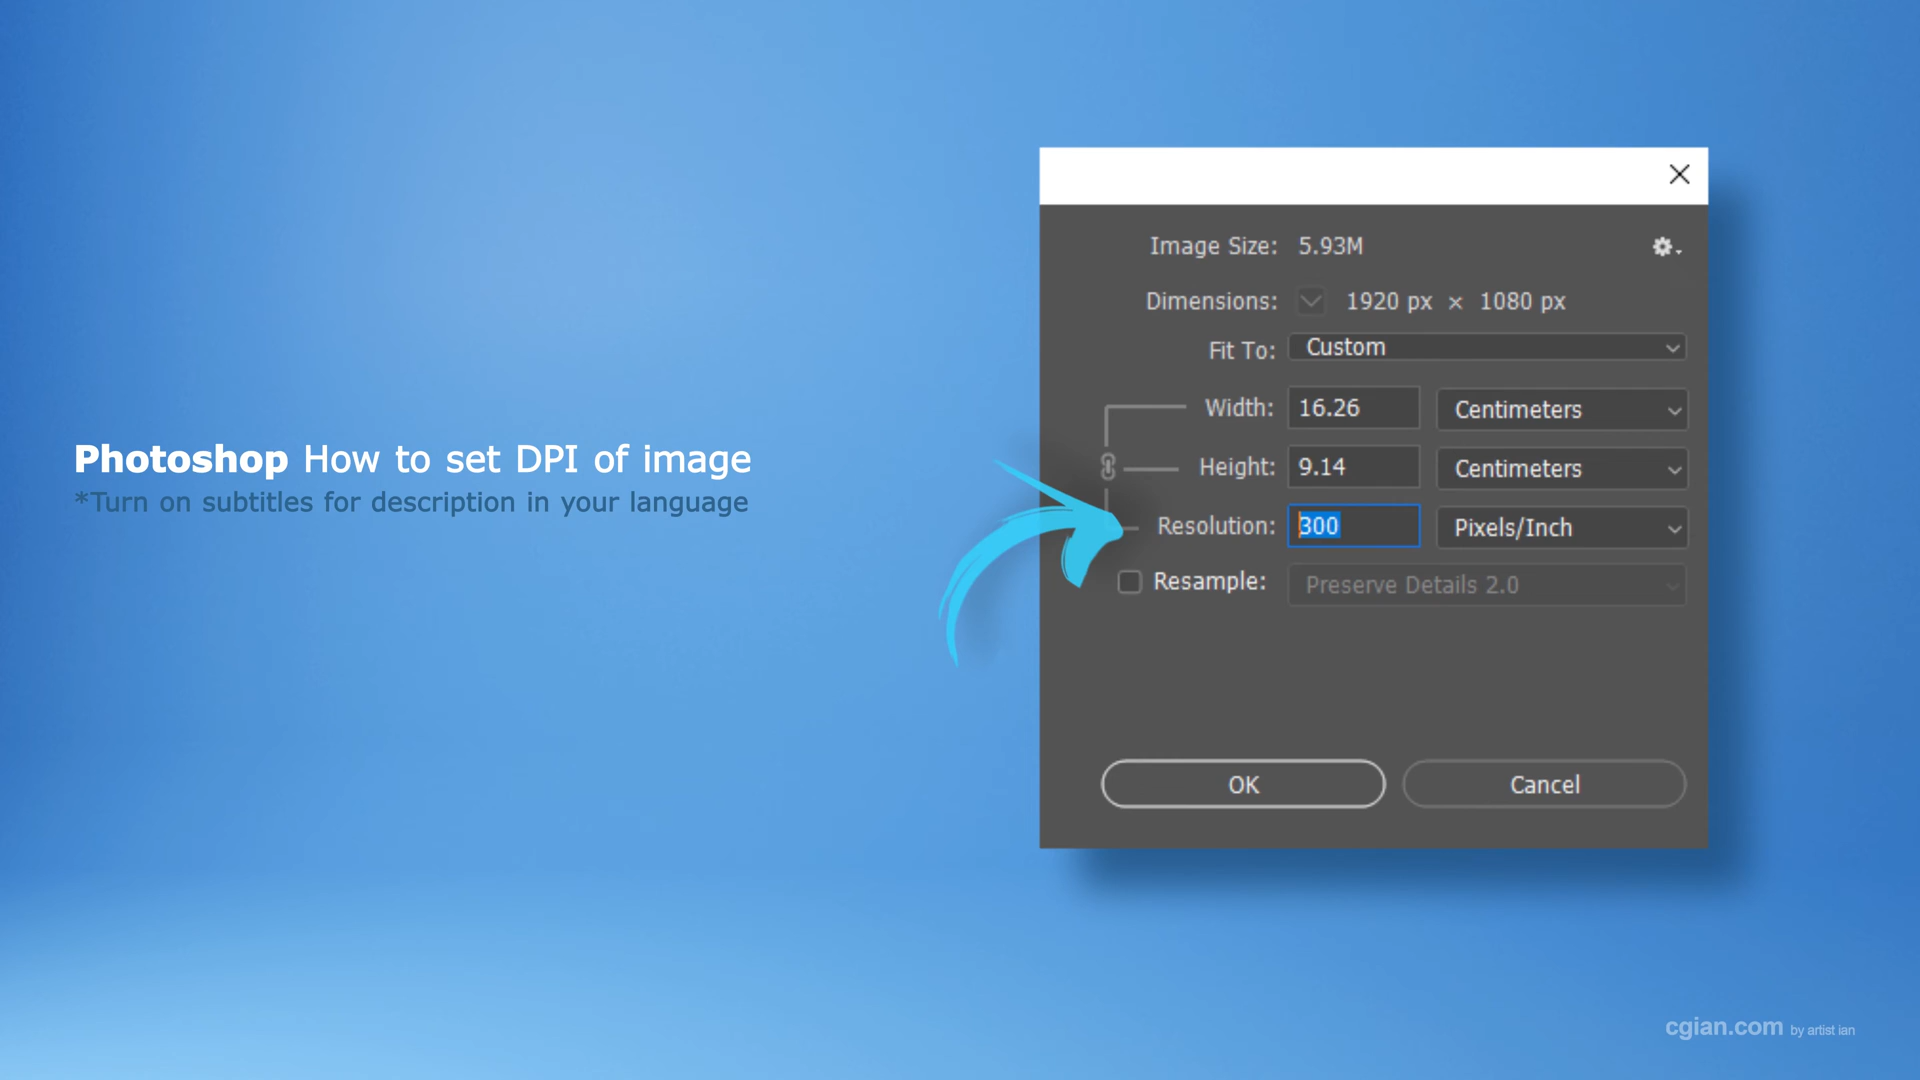 Photoshop How to set DPI of image
*Turn on subtitles for description in your language
Image Size: 5.93M
Dimensions: 1920 px × 1080 px
Fit To: Custom
Width: 16.26 Centimeters
Height: 9.14 Centimeters
Resolution: 300 Pixels/Inch
Resample: Preserve Details 2.0
OK Cancel
cgian.com by artist ian